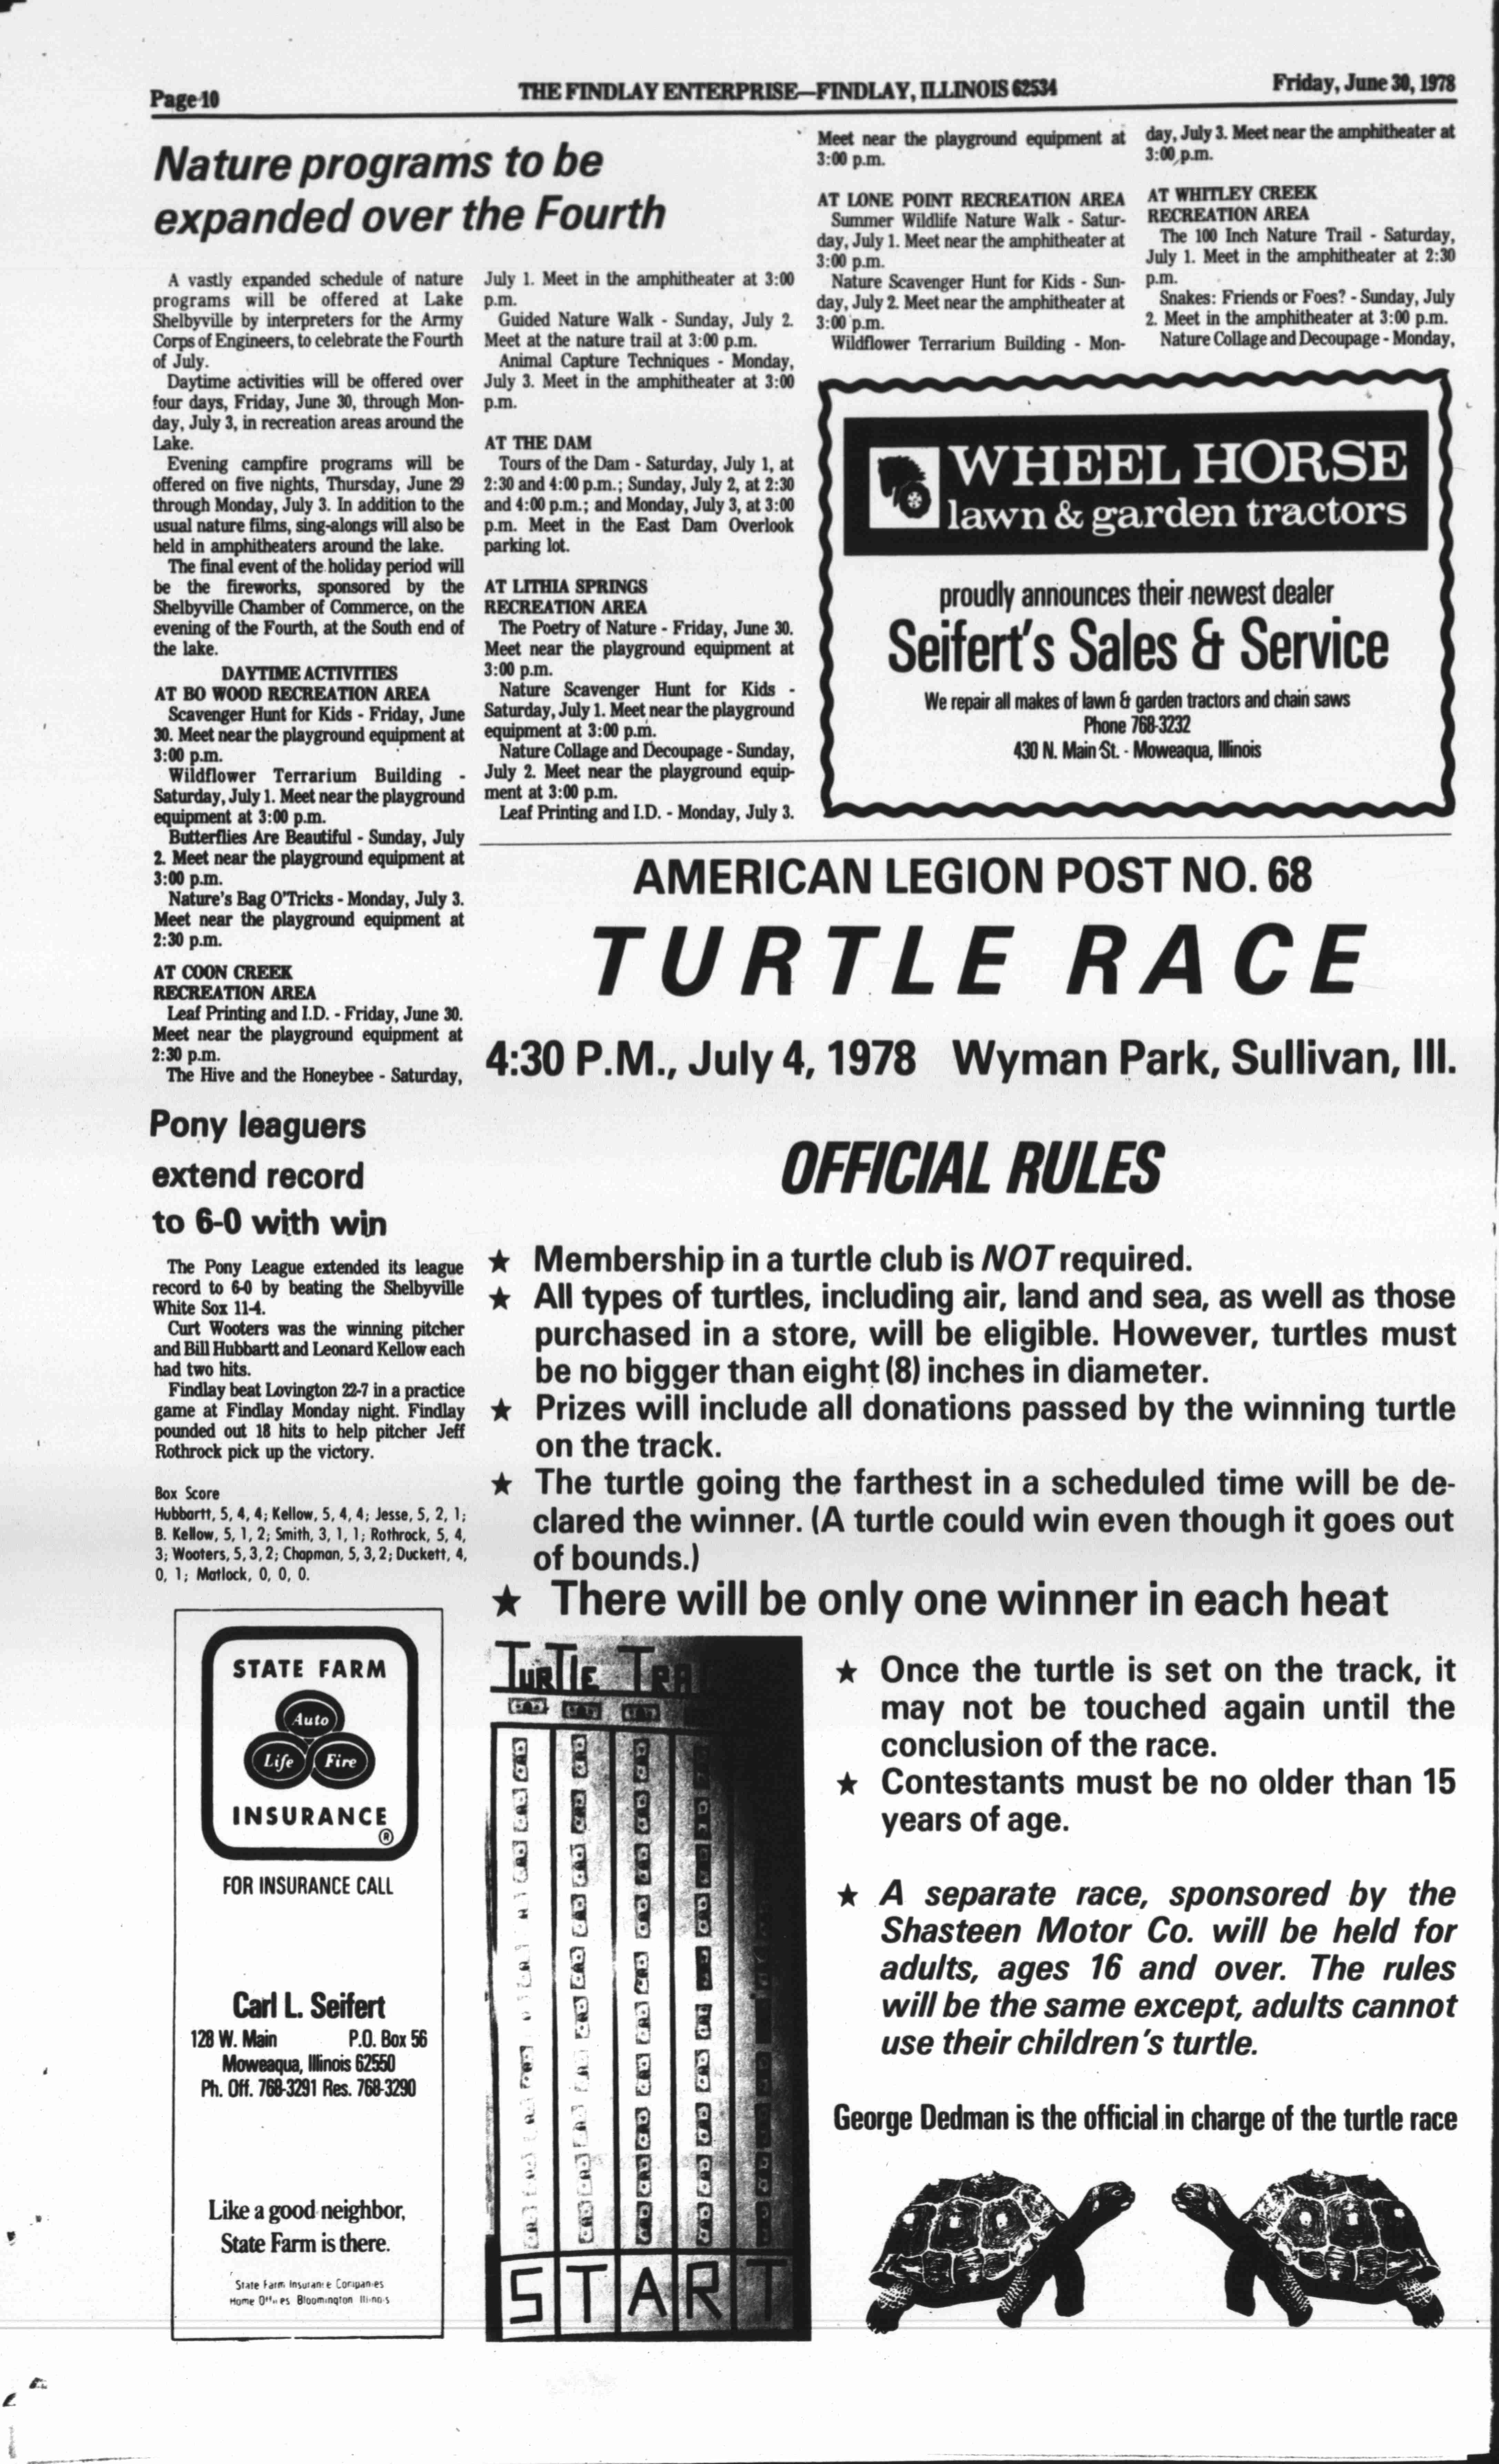 Page 10
THE FINDLAY ENTERPRISE—FINDLAY, ILLINOIS 62534
Friday, June 30, 1978
Nature programs to be
expanded over the Fourth
A vastly expanded schedule of nature
programs will be offered at Lake
Shelbyville by interpreters for the Army
Corps of Engineers, to celebrate the Fourth
of July.
Daytime activities will be offered over
four days, Friday, June 30, through Mon-
day, July 3, in recreation areas around the
Lake.
Evening campfire programs will be
offered on five nights, Thursday, June 29
through Monday, July 3. In addition to the
usual nature films, sing-alongs will also be
held in amphitheaters around the lake.
The final event of the holiday period will
be the fireworks, sponsored by the
Shelbyville Chamber of Commerce, on the
evening of the Fourth, at the South end of
the lake.
DAYTIME ACTIVITIES
AT BO WOOD RECREATION AREA
Scavenger Hunt for Kids - Friday, June
30. Meet near the playground equipment at
3:00 p.m.
Wildflower Terrarium Building -
Saturday, July 1. Meet near the playground
equipment at 3:00 p.m.
Butterflies Are Beautiful - Sunday, July
2. Meet near the playground equipment at
3:00 p.m.
Nature's Bag O'Tricks - Monday, July 3.
Meet near the playground equipment at
2:30 p.m.
AT COON CREEK
RECREATION AREA
Leaf Printing and I.D. - Friday, June 30.
Meet near the playground equipment at
2:30 p.m.
The Hive and the Honeybee - Saturday,
July 1. Meet in the amphitheater at 3:00
p.m.
Guided Nature Walk - Sunday, July 2.
Meet at the nature trail at 3:00 p.m.
Animal Capture Techniques - Monday,
July 3. Meet in the amphitheater at 3:00
p.m.
AT THE DAM
Tours of the Dam - Saturday, July 1, at
2:30 and 4:00 p.m.; Sunday, July 2, at 2:30
and 4:00 p.m.; and Monday, July 3, at 3:00
p.m. Meet in the East Dam Overlook
parking lot.
AT LITHIA SPRINGS
RECREATION AREA
The Poetry of Nature - Friday, June 30.
Meet near the playground equipment at
3:00 p.m.
Nature Scavenger Hunt for Kids -
Saturday, July 1. Meet near the playground
equipment at 3:00 p.m.
Nature Collage and Decoupage - Sunday,
July 2. Meet near the playground equip-
ment at 3:00 p.m.
Leaf Printing and I.D. - Monday, July 3.
Meet near the playground equipment at
3:00 p.m.
AT LONE POINT RECREATION AREA
Summer Wildlife Nature Walk - Satur-
day, July 1. Meet near the amphitheater at
3:00 p.m.
Nature Scavenger Hunt for Kids - Sun-
day, July 2. Meet near the amphitheater at
3:00 p.m.
Wildflower Terrarium Building - Mon-
day, July 3. Meet near the amphitheater at
3:00 p.m.
AT WHITLEY CREEK
RECREATION AREA
The 100 Inch Nature Trail - Saturday,
July 1. Meet in the amphitheater at 2:30
p.m.
Snakes: Friends or Foes? - Sunday, July
2. Meet in the amphitheater at 3:00 p.m.
Nature Collage and Decoupage - Monday,
WHEEL HORSE
lawn & garden tractors
proudly announces their newest dealer
Seifert's Sales & Service
We repair all makes of lawn & garden tractors and chain saws
Phone 768-3232
430 N. Main St. - Moweaqua, Illinois
Pony leaguers
extend record
to 6-0 with win
The Pony League extended its league
record to 6-0 by beating the Shelbyville
White Sox 11-4.
Curt Wooters was the winning pitcher
and Bill Hubbartt and Leonard Kellow each
had two hits.
Findlay beat Lovington 22-7 in a practice
game at Findlay Monday night. Findlay
pounded out 18 hits to help pitcher Jeff
Rothrock pick up the victory.
Box Score
Hubbartt, 5, 4, 4; Kellow, 5, 4, 4; Jesse, 5, 2, 1;
B. Kellow, 5, 1, 2; Smith, 3, 1, 1; Rothrock, 5, 4,
3; Wooters, 5, 3, 2; Chapman, 5, 3, 2; Duckett, 4,
0, 1; Matlock, 0, 0, 0.
STATE FARM
Auto
Life Fire
INSURANCE
®
FOR INSURANCE CALL
Carl L. Seifert
128 W. Main P.O. Box 56
Moweaqua, Illinois 62550
Ph. Off. 768-3291 Res. 768-3290
Like a good neighbor,
State Farm is there.
State Farm Insurance Companies
Home Offices Bloomington Illinois
AMERICAN LEGION POST NO. 68
TURTLE RACE
4:30 P.M., July 4, 1978 Wyman Park, Sullivan, Ill.
OFFICIAL RULES
★ Membership in a turtle club is NOT required.
★ All types of turtles, including air, land and sea, as well as those
purchased in a store, will be eligible. However, turtles must
be no bigger than eight (8) inches in diameter.
★ Prizes will include all donations passed by the winning turtle
on the track.
★ The turtle going the farthest in a scheduled time will be de-
clared the winner. (A turtle could win even though it goes out
of bounds.)
★ There will be only one winner in each heat
TURTLE TRA
START
★ Once the turtle is set on the track, it
may not be touched again until the
conclusion of the race.
★ Contestants must be no older than 15
years of age.
★ A separate race, sponsored by the
Shasteen Motor Co. will be held for
adults, ages 16 and over. The rules
will be the same except, adults cannot
use their children's turtle.
George Dedman is the official in charge of the turtle race